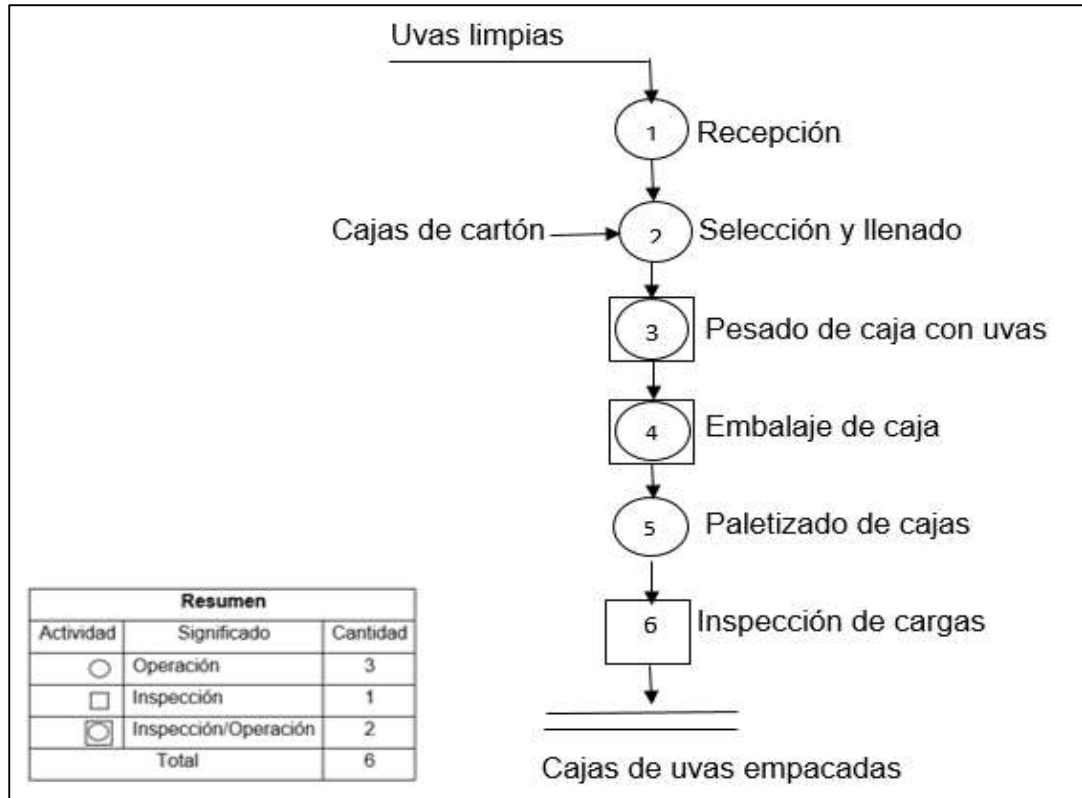 Uvas limpias
1 Recepción
Cajas de cartón 2 Selección y llenado
3 Pesado de caja con uvas
4 Embalaje de caja
5 Paletizado de cajas
6 Inspección de cargas
Cajas de uvas empacadas
Resumen
Actividad Significado Cantidad
Operación 3
Inspección 1
Inspección/Operación 2
Total 6